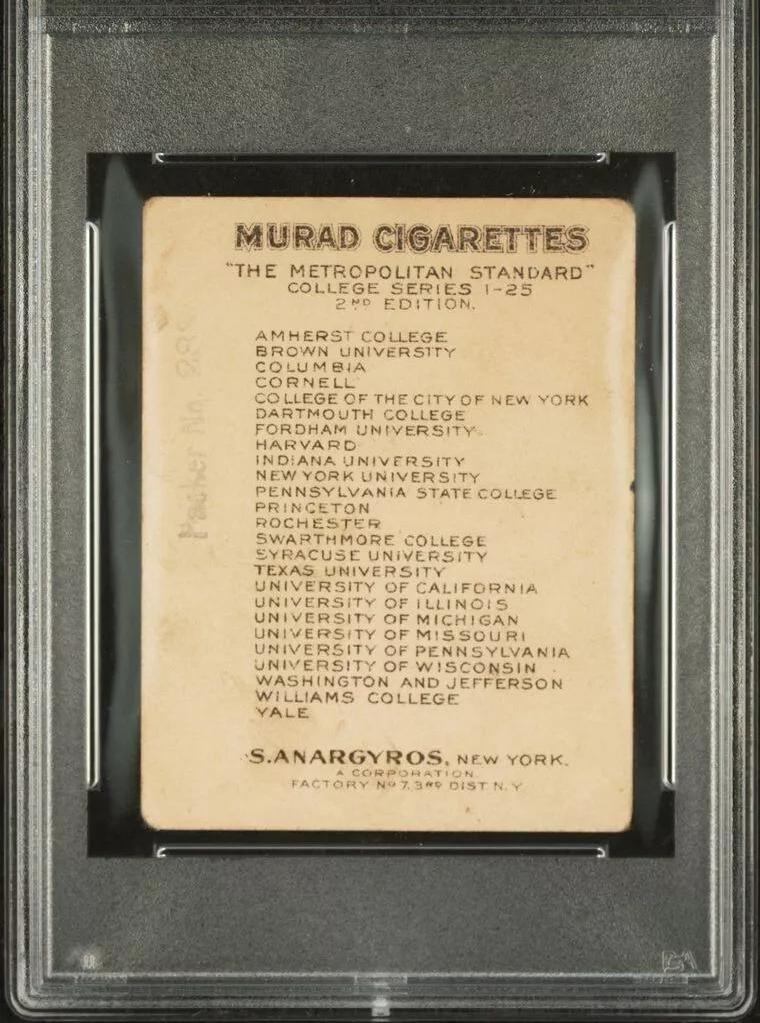 MURAD CIGARETTES
"THE METROPOLITAN STANDARD"
COLLEGE SERIES 1-25
2ND EDITION.
AMHERST COLLEGE
BROWN UNIVERSITY
COLUMBIA
CORNELL
COLLEGE OF THE CITY OF NEW YORK
DARTMOUTH COLLEGE
FORDHAM UNIVERSITY
HARVARD
INDIANA UNIVERSITY
NEW YORK UNIVERSITY
PENNSYLVANIA STATE COLLEGE
PRINCETON
ROCHESTER
SWARTHMORE COLLEGE
SYRACUSE UNIVERSITY
TEXAS UNIVERSITY
UNIVERSITY OF CALIFORNIA
UNIVERSITY OF ILLINOIS
UNIVERSITY OF MICHIGAN
UNIVERSITY OF MISSOURI
UNIVERSITY OF PENNSYLVANIA
UNIVERSITY OF WISCONSIN
WASHINGTON AND JEFFERSON
WILLIAMS COLLEGE
YALE
S. ANARGYROS, NEW YORK.
A CORPORATION
FACTORY NO 7. 3RD DIST N.Y
Packer No.